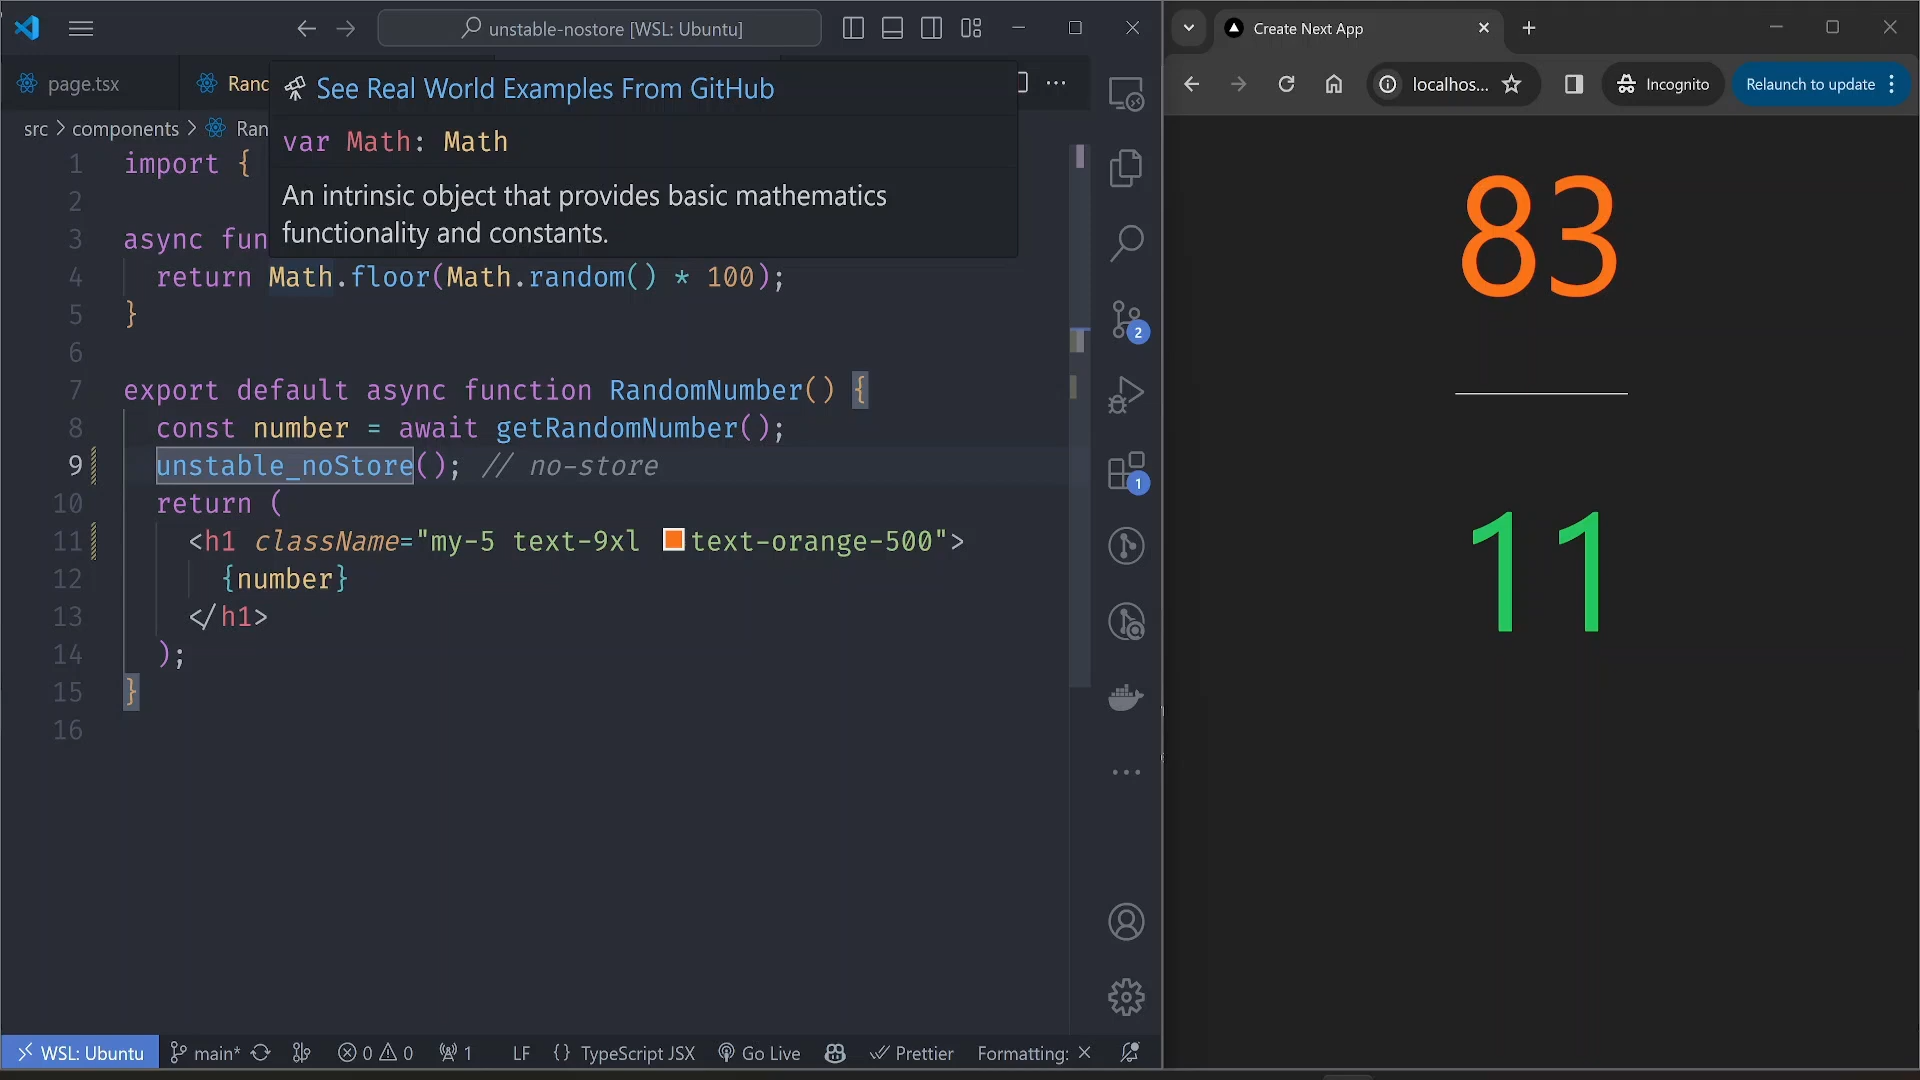 unstable-nostore [WSL: Ubuntu]
page.tsx
Ranc
src > components > Ran
See Real World Examples From GitHub
var Math: Math
An intrinsic object that provides basic mathematics
functionality and constants.
1 import {
2
3 async fun
4 return Math.floor(Math.random() * 100);
5 }
6
7 export default async function RandomNumber() {
8 const number = await getRandomNumber();
9 unstable_noStore(); // no-store
10 return (
11 <h1 className="my-5 text-9xl text-orange-500">
12 {number}
13 </h1>
14 );
15 }
16
2
1
WSL: Ubuntu main* 0 0 1 LF {} TypeScript JSX Go Live Prettier Formatting: ×
Create Next App
localhos...
Incognito
Relaunch to update
83
11